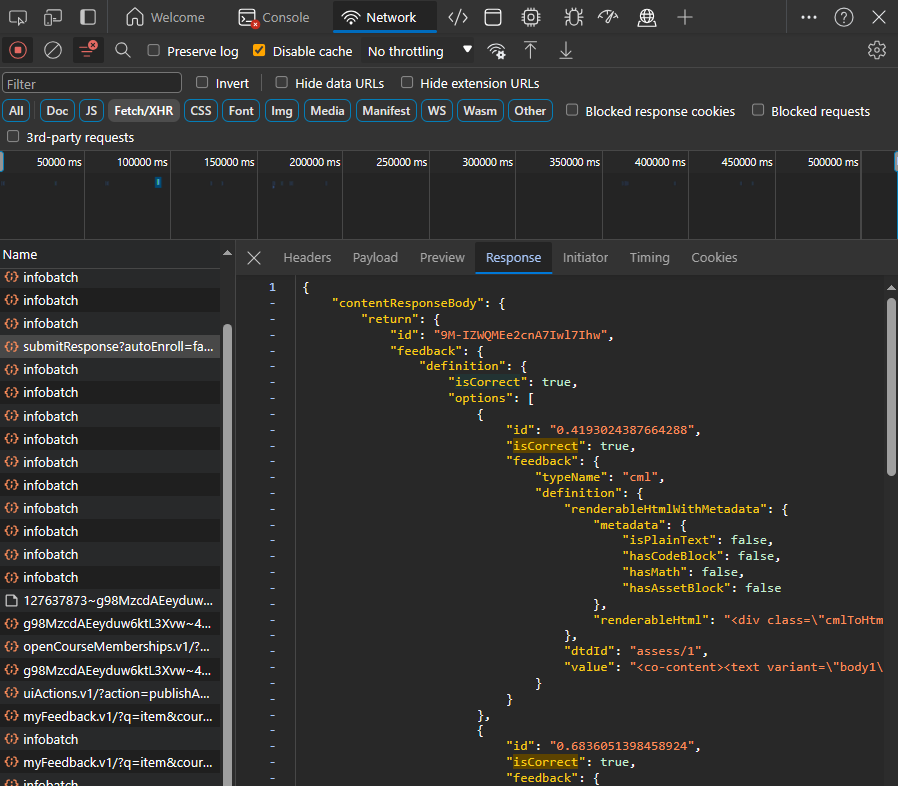 Welcome Console Network
Preserve log Disable cache No throttling
Filter Invert Hide data URLs Hide extension URLs
All Doc JS Fetch/XHR CSS Font Img Media Manifest WS Wasm Other Blocked response cookies Blocked requests
3rd-party requests
50000 ms 100000 ms 150000 ms 200000 ms 250000 ms 300000 ms 350000 ms 400000 ms 450000 ms 500000 ms
Name
infobatch
infobatch
infobatch
submitResponse?autoEnroll=fa...
infobatch
infobatch
infobatch
infobatch
infobatch
infobatch
infobatch
infobatch
infobatch
infobatch
127637873~g98MzcdAEeyduw...
g98MzcdAEeyduw6ktL3Xvw~4...
openCourseMemberships.v1/?...
g98MzcdAEeyduw6ktL3Xvw~4...
uiActions.v1/?action=publishA...
myFeedback.v1/?q=item&cour...
infobatch
myFeedback.v1/?q=item&cour...
infobatch
Headers Payload Preview Response Initiator Timing Cookies
1 {
- "contentResponseBody": {
- "return": {
- "id": "9M-IZWQMEe2cnA7Iwl7Ihw",
- "feedback": {
- "definition": {
- "isCorrect": true,
- "options": [
- {
- "id": "0.4193024387664288",
- "isCorrect": true,
- "feedback": {
- "typeName": "cml",
- "definition": {
- "renderableHtmlWithMetadata": {
- "metadata": {
- "isPlainText": false,
- "hasCodeBlock": false,
- "hasMath": false,
- "hasAssetBlock": false
- },
- "renderableHtml": "<div class=\"cmlToHtm
- },
- "dtdId": "assess/1",
- "value": "<co-content><text variant=\"body1\
- }
- }
- },
- {
- "id": "0.6836051398458924",
- "isCorrect": true,
- "feedback": {